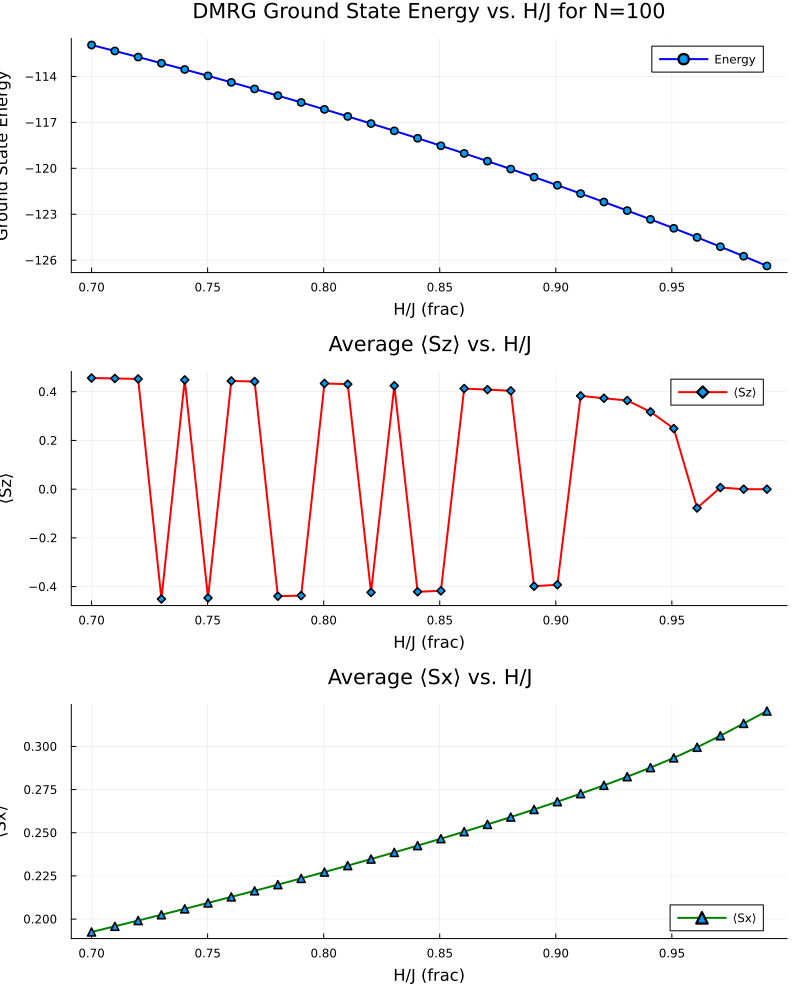 DMRG Ground State Energy vs. H/J for N=100
Ground State Energy
−114
−117
−120
−123
−126
Energy
0.70 0.75 0.80 0.85 0.90 0.95
H/J (frac)
Average ⟨Sz⟩ vs. H/J
⟨Sz⟩
0.4
0.2
0.0
−0.2
−0.4
⟨Sz⟩
0.70 0.75 0.80 0.85 0.90 0.95
H/J (frac)
Average ⟨Sx⟩ vs. H/J
⟨Sx⟩
0.300
0.275
0.250
0.225
0.200
⟨Sx⟩
0.70 0.75 0.80 0.85 0.90 0.95
H/J (frac)